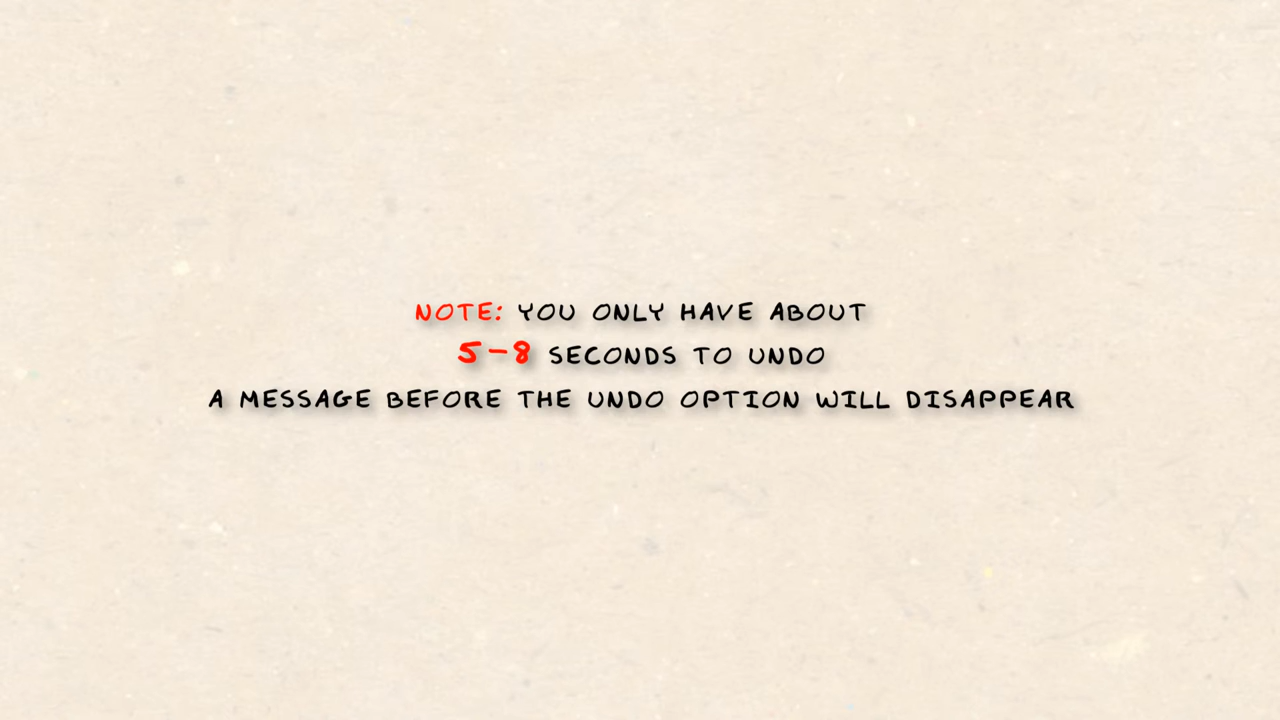 NOTE: YOU ONLY HAVE ABOUT
5-8 SECONDS TO UNDO
A MESSAGE BEFORE THE UNDO OPTION WILL DISAPPEAR